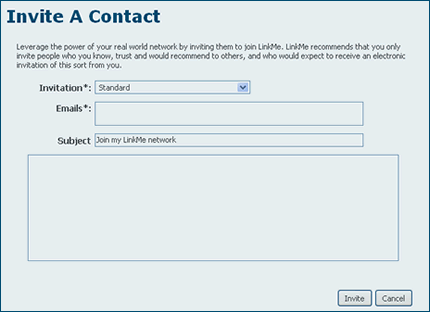 Invite A Contact
Leverage the power of your real world network by inviting them to join LinkMe. LinkMe recommends that you only
invite people who you know, trust and would recommend to others, and who would expect to receive an electronic
invitation of this sort from you.
Invitation*: Standard
Emails*:
Subject Join my LinkMe network
Invite Cancel